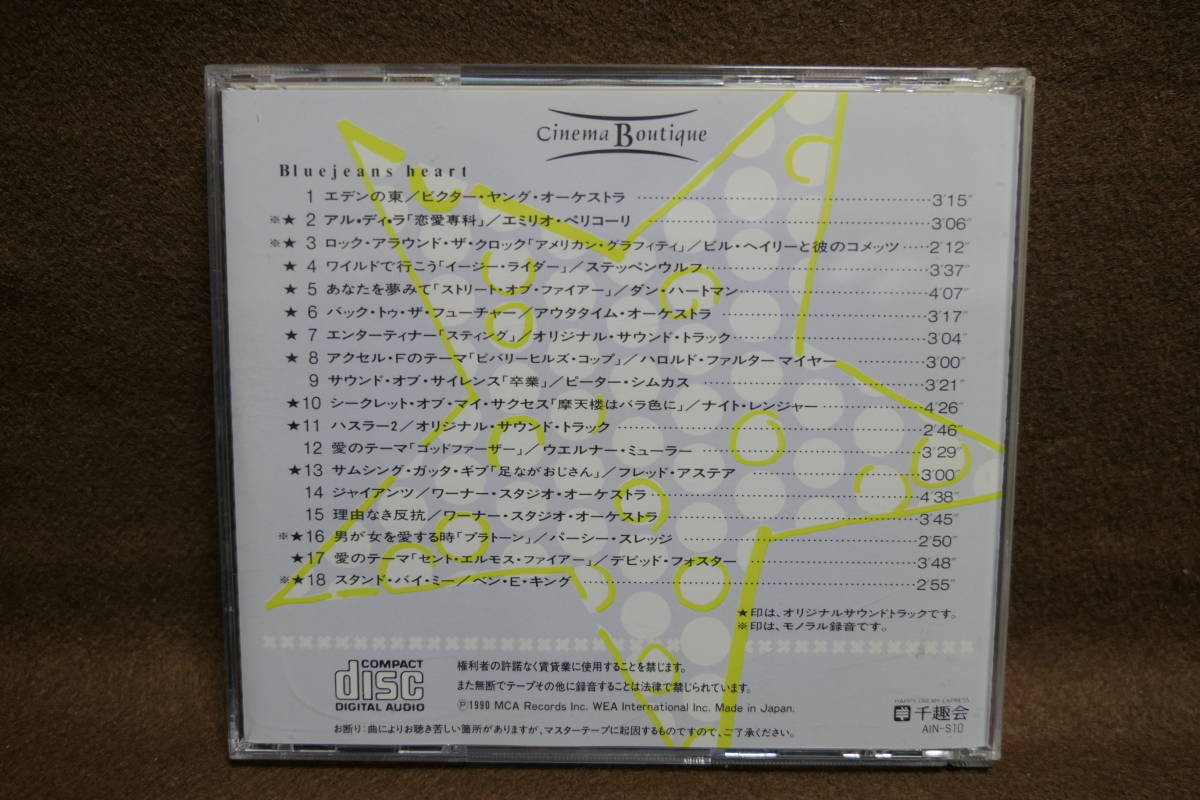 Cinema Boutique
Bluejeans heart
1 エデンの東／ビクター・ヤング・オーケストラ 3'15"
※★ 2 アル・ディ・ラ「恋愛専科」／エミリオ・ペリコーリ 3'06"
※★ 3 ロック・アラウンド・ザ・クロック「アメリカン・グラフィティ」／ビル・ヘイリーと彼のコメッツ 2'12"
★ 4 ワイルドで行こう「イージー・ライダー」／ステッペンウルフ 3'37"
★ 5 あなたを夢みて「ストリート・オブ・ファイアー」／ダン・ハートマン 4'07"
★ 6 バック・トゥ・ザ・フューチャー／アウタタイム・オーケストラ 3'17"
★ 7 エンターティナー「スティング」／オリジナル・サウンド・トラック 3'04"
★ 8 アクセル・Fのテーマ「ビバリーヒルズ・コップ」／ハロルド・ファルター マイヤー 3'00"
9 サウンド・オブ・サイレンス「卒業」／ピーター・シムカス 3'21"
★10 シークレット・オブ・マイ・サクセス「摩天楼はバラ色に」／ナイト・レンジャー 4'26"
★11 ハスラー2／オリジナル・サウンド・トラック 2'46"
12 愛のテーマ「ゴッドファーザー」／ウエルナー・ミューラー 3'29"
★13 サムシング・ガッタ・ギブ「足ながおじさん」／フレッド・アステア 3'00"
14 ジャイアンツ／ワーナー・スタジオ・オーケストラ 4'38"
15 理由なき反抗／ワーナー・スタジオ・オーケストラ 3'45"
※★16 男が女を愛する時「プラトーン」／パーシー・スレッジ 2'50"
★17 愛のテーマ「セント・エルモス・ファイアー」／デビッド・フォスター 3'48"
※★18 スタンド・バイ・ミー／ベン・E・キング 2'55"
★印は、オリジナルサウンドトラックです。
※印は、モノラル録音です。
COMPACT
disc
DIGITAL AUDIO
権利者の許諾なく賃貸業に使用することを禁じます。
また無断でテープその他に録音することは法律で禁じられています。
Ⓟ1990 MCA Records Inc. WEA International Inc. Made in Japan.
HAPPY DREAM EXPRESS
千趣会
AIN-S10
お断り：曲によりお聴き苦しい箇所がありますが、マスターテープに起因するものですので、ご了承ください。